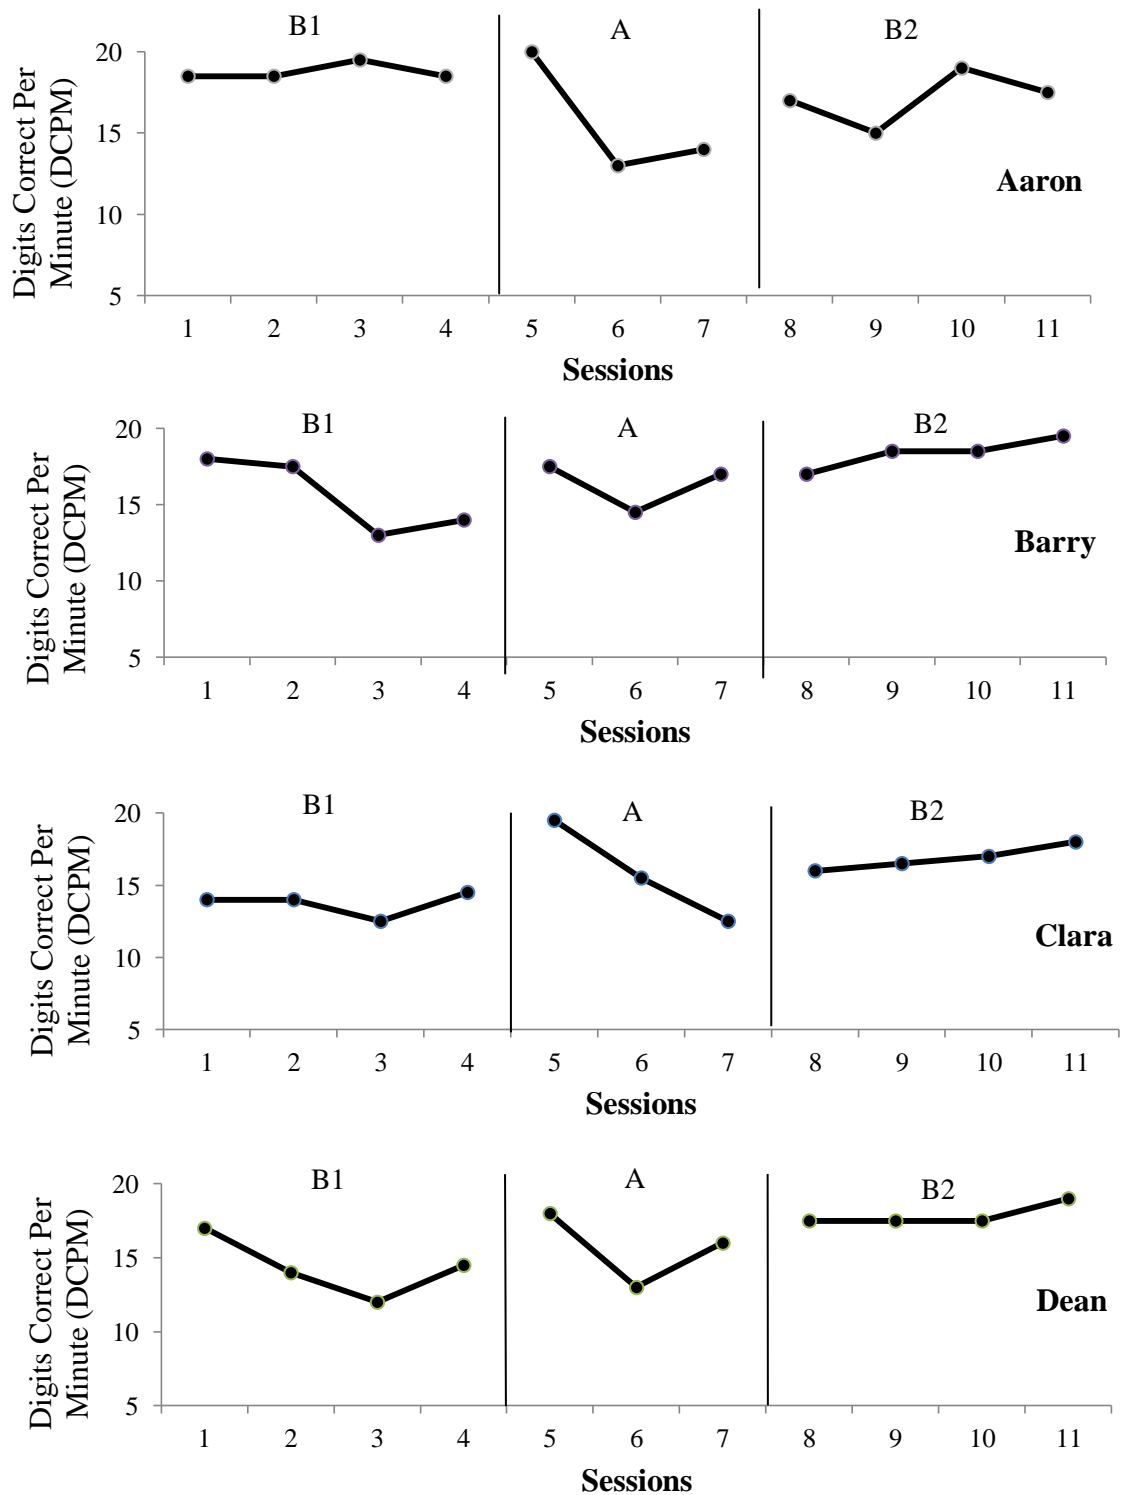 B1 A B2
Digits Correct Per
Minute (DCPM)
20
15
10
5
Aaron
1 2 3 4 5 6 7 8 9 10 11
Sessions
B1 A B2
Digits Correct Per
Minute (DCPM)
20
15
10
5
Barry
1 2 3 4 5 6 7 8 9 10 11
Sessions
B1 A B2
Digits Correct Per
Minute (DCPM)
20
15
10
5
Clara
1 2 3 4 5 6 7 8 9 10 11
Sessions
B1 A B2
Digits Correct Per
Minute (DCPM)
20
15
10
5
Dean
1 2 3 4 5 6 7 8 9 10 11
Sessions